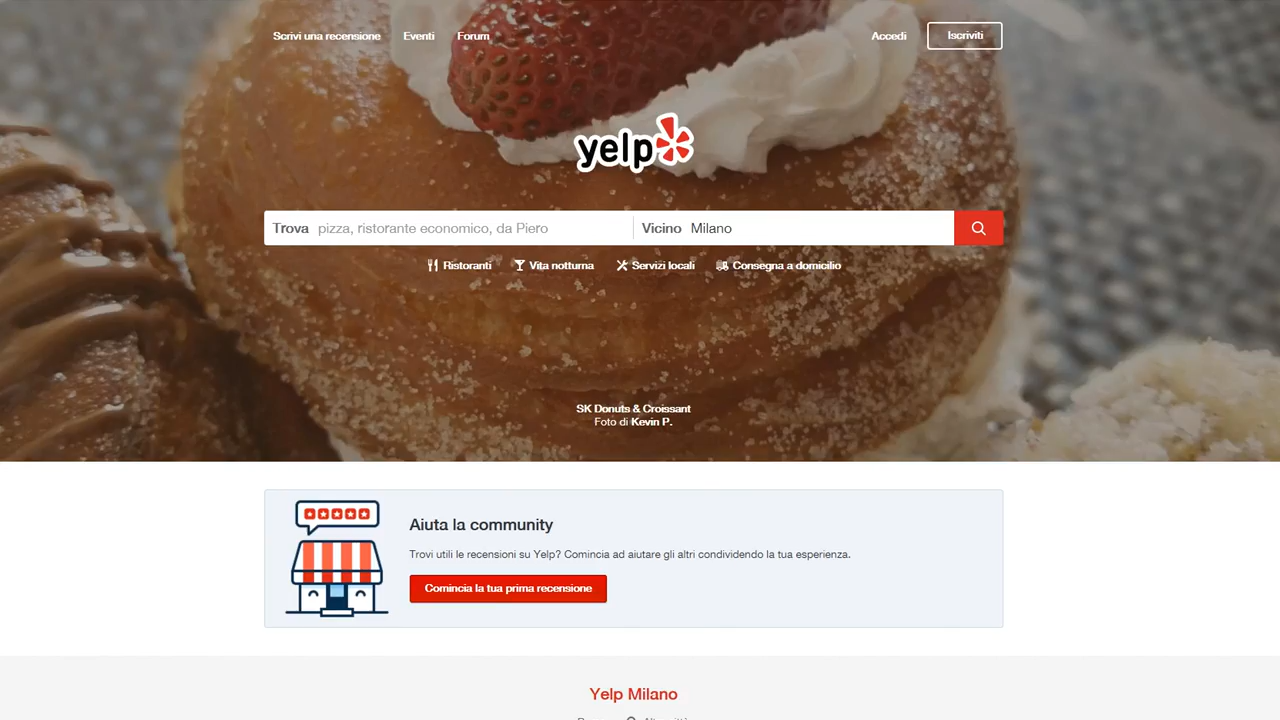 Scrivi una recensione Eventi Forum Accedi Iscriviti
yelp
Trova pizza, ristorante economico, da Piero Vicino Milano
Ristoranti Vita notturna Servizi locali Consegna a domicilio
SK Donuts & Croissant
Foto di Kevin P.
Aiuta la community
Trovi utili le recensioni su Yelp? Comincia ad aiutare gli altri condividendo la tua esperienza.
Comincia la tua prima recensione
Yelp Milano